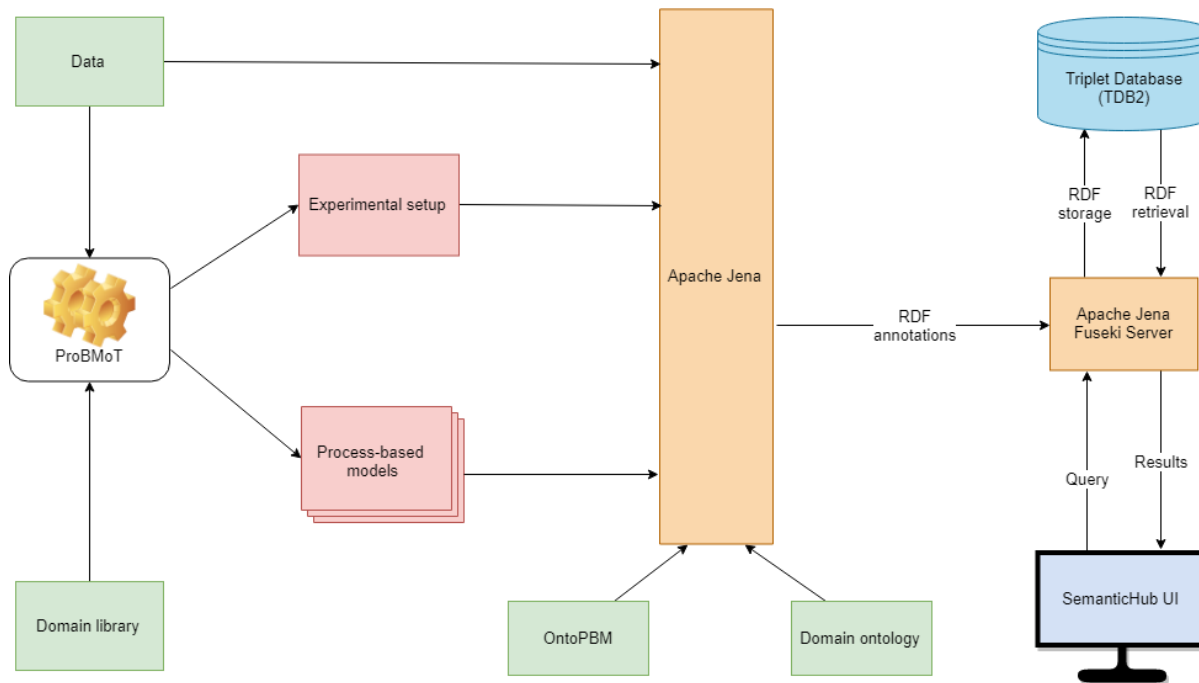 Data
Triplet Database
(TDB2)
Experimental setup
RDF
storage
RDF
retrieval
Apache Jena
ProBMoT
RDF
annotations
Apache Jena
Fuseki Server
Process-based
models
Query
Results
Domain library
OntoPBM
Domain ontology
SemanticHub UI